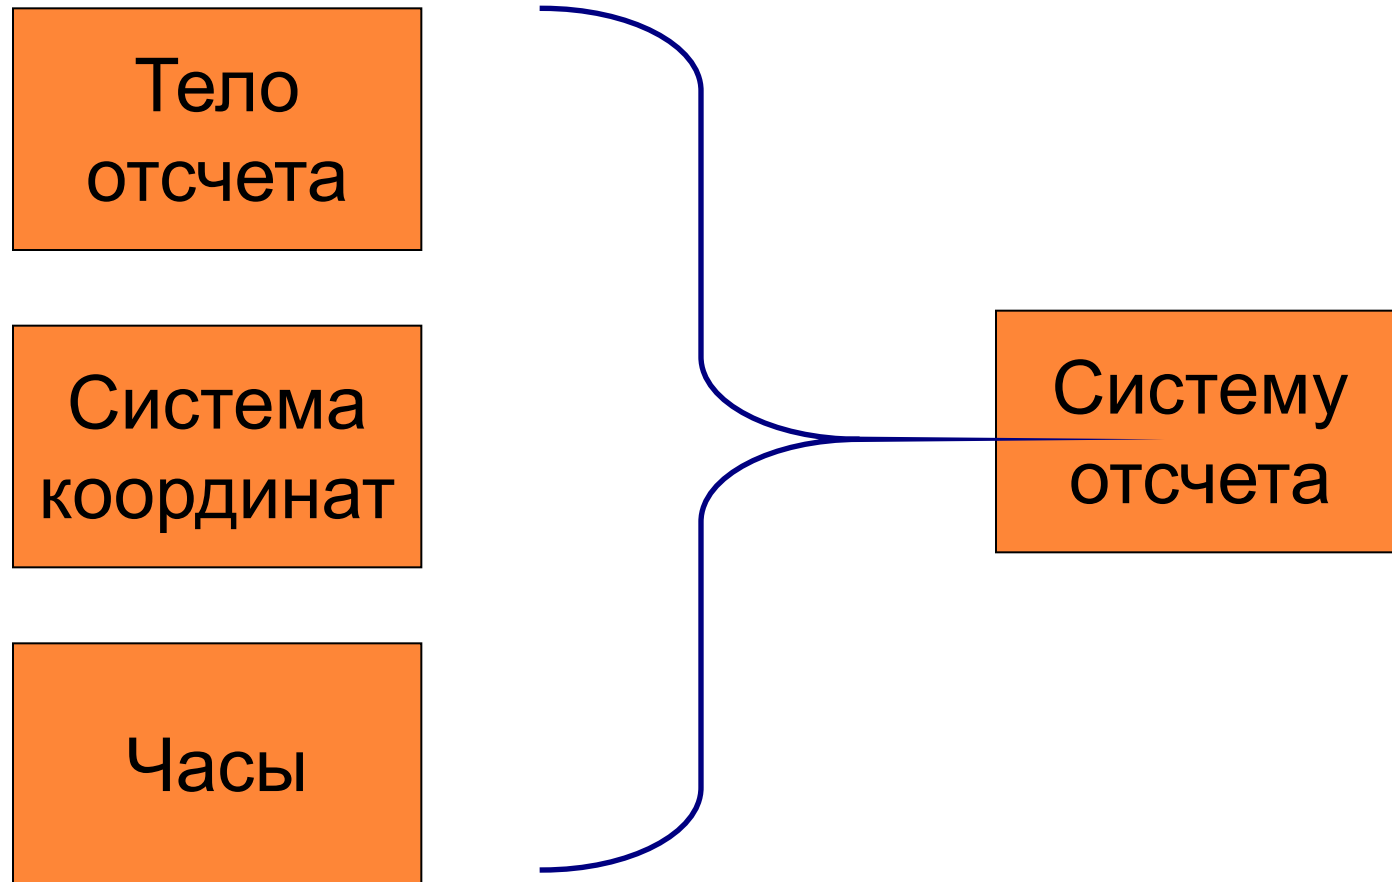 Тело
отсчета
Система
координат
Часы
Систему
отсчета